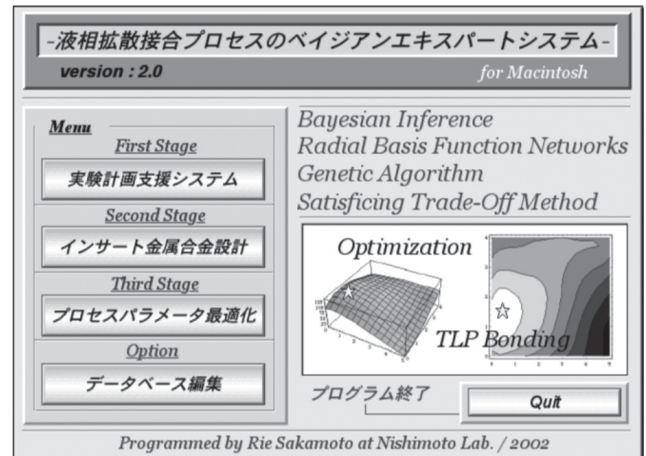 -液相拡散接合プロセスのベイジアンエキスパートシステム-
version : 2.0
for Macintosh
Menu
First Stage
実験計画支援システム
Second Stage
インサート金属合金設計
Third Stage
プロセスパラメータ最適化
Option
データベース編集
Bayesian Inference
Radial Basis Function Networks
Genetic Algorithm
Satisficing Trade-Off Method
Optimization
TLP Bonding
プログラム終了
Quit
Programmed by Rie Sakamoto at Nishimoto Lab. / 2002